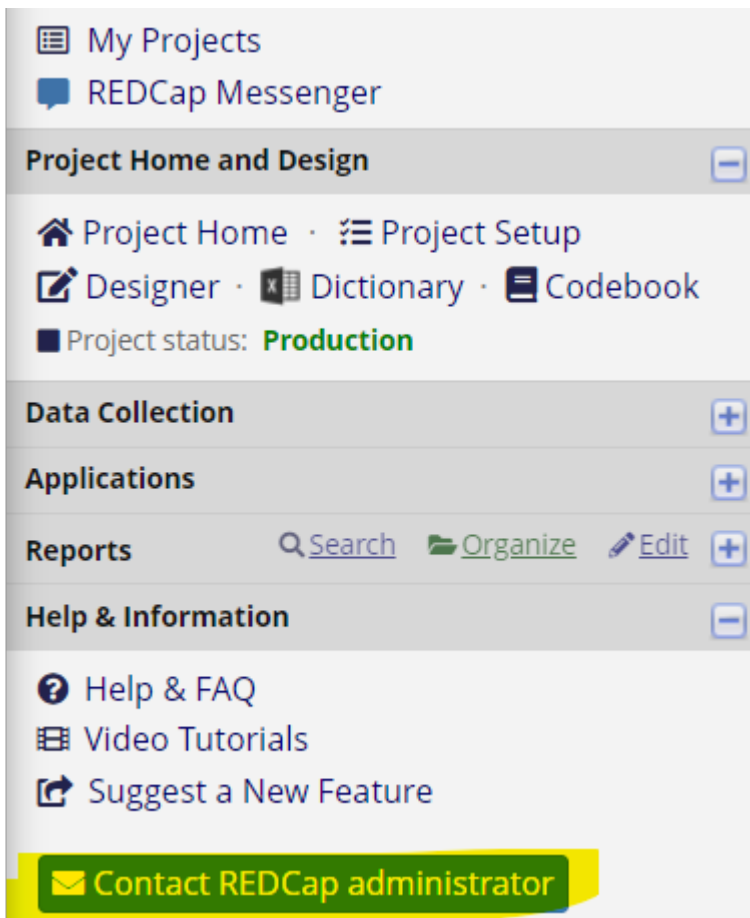 My Projects
REDCap Messenger
Project Home and Design
Project Home · Project Setup
Designer · Dictionary · Codebook
Project status: Production
Data Collection
Applications
Reports Search Organize Edit
Help & Information
Help & FAQ
Video Tutorials
Suggest a New Feature
Contact REDCap administrator